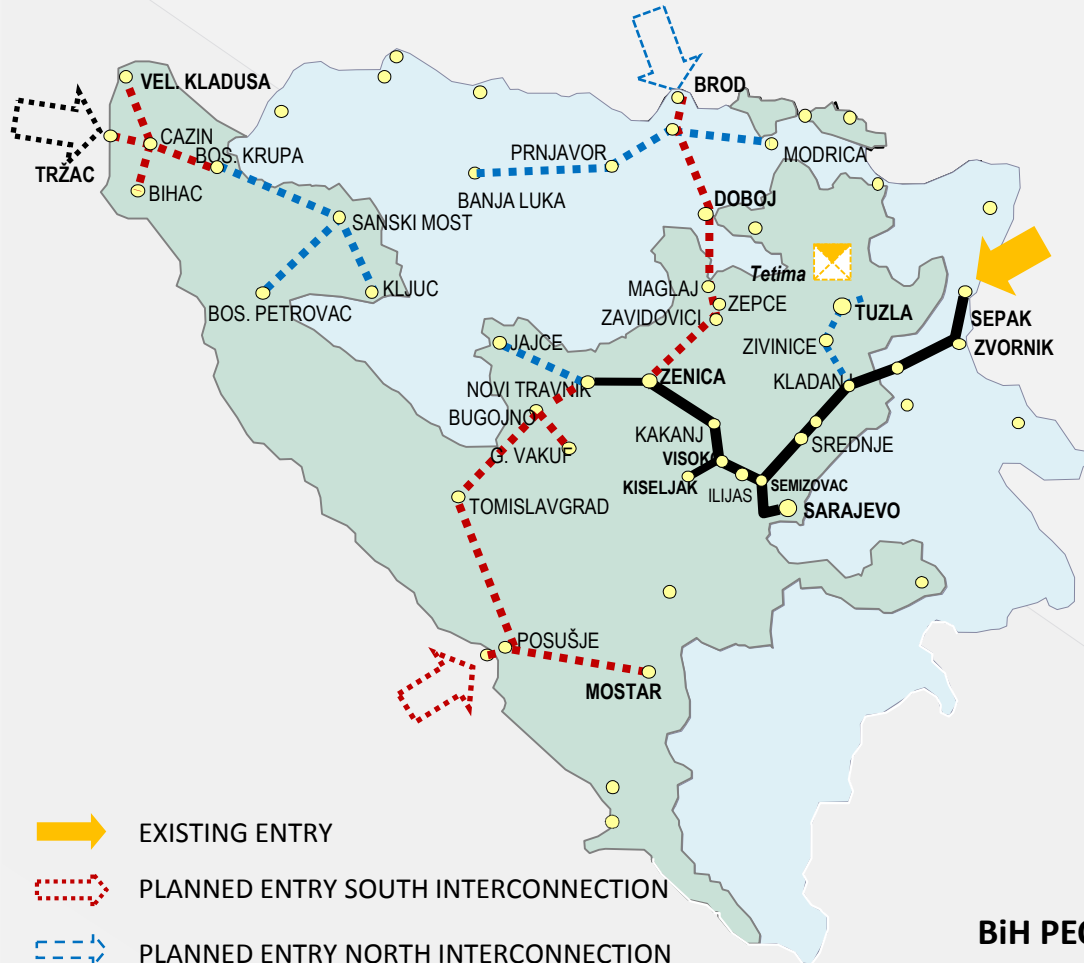 VEL. KLADUSA
BROD
CAZIN
TRŽAC
BOS. KRUPA
PRNJAVOR
MODRICA
BIHAC
BANJA LUKA
SANSKI MOST
DOBOJ
Tetima
MAGLAJ
KLJUC
ZEPCE
BOS. PETROVAC
ZAVIDOVICI
TUZLA
SEPAK
JAJCE
ZIVINICE
ZVORNIK
ZENICA
KLADANJ
NOVI TRAVNIK
BUGOJNO
KAKANJ
SREDNJE
G. VAKUF
VISOKO
KISELJAK
ILIJAS
SEMIZOVAC
TOMISLAVGRAD
SARAJEVO
POSUŠJE
MOSTAR
EXISTING ENTRY
PLANNED ENTRY SOUTH INTERCONNECTION
BiH PEC
PLANNED ENTRY NORTH INTERCONNECTION